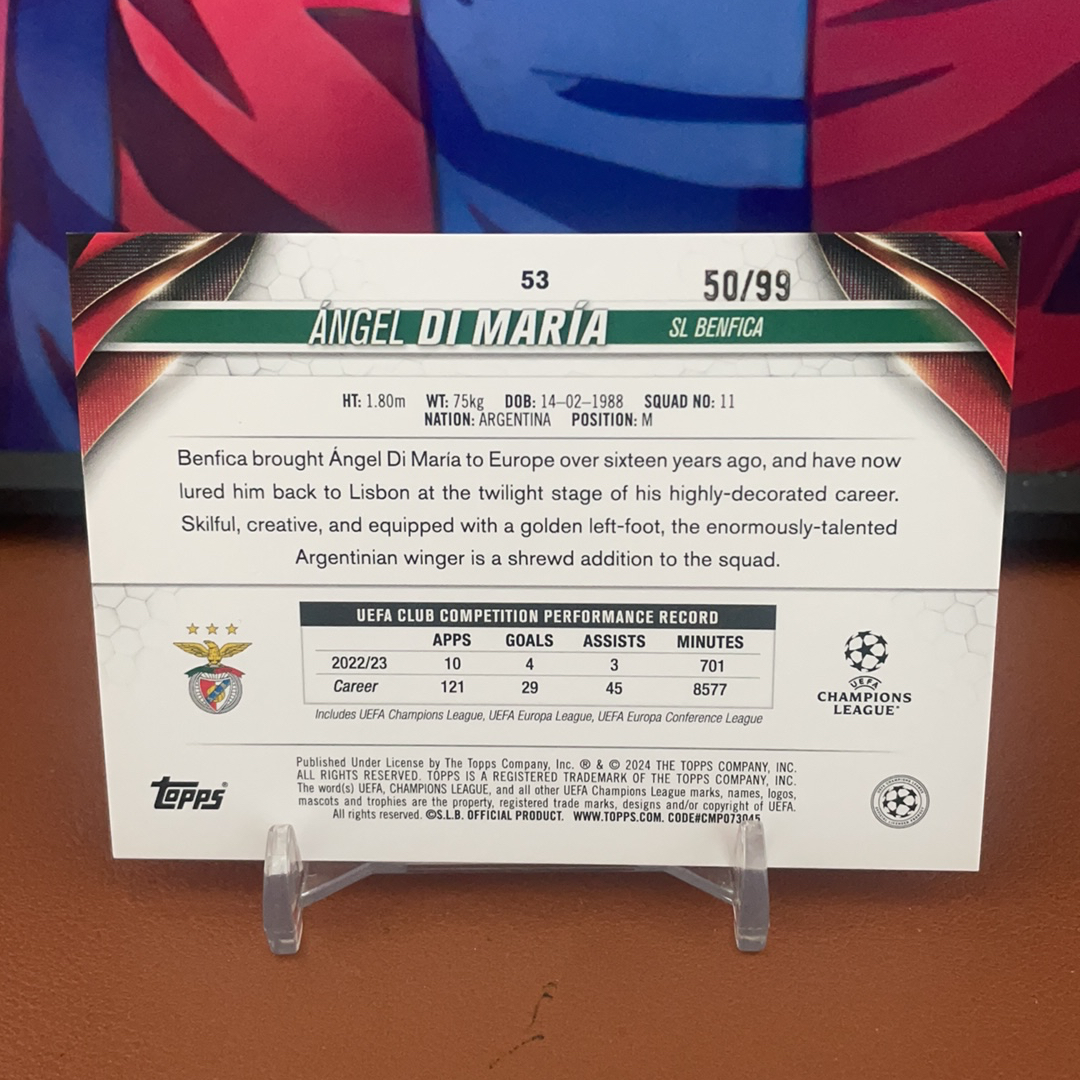 53
50/99
ÁNGEL DI MARÍA SL BENFICA
HT: 1.80m WT: 75kg DOB: 14–02–1988 SQUAD NO: 11
NATION: ARGENTINA POSITION: M
Benfica brought Ángel Di María to Europe over sixteen years ago, and have now
lured him back to Lisbon at the twilight stage of his highly-decorated career.
Skilful, creative, and equipped with a golden left-foot, the enormously-talented
Argentinian winger is a shrewd addition to the squad.
UEFA CLUB COMPETITION PERFORMANCE RECORD
APPS GOALS ASSISTS MINUTES
2022/23 10 4 3 701
Career 121 29 45 8577
Includes UEFA Champions League, UEFA Europa League, UEFA Europa Conference League
UEFA
CHAMPIONS
LEAGUE
Published Under License by The Topps Company, Inc. ® & © 2024 THE TOPPS COMPANY, INC.
ALL RIGHTS RESERVED. TOPPS IS A REGISTERED TRADEMARK OF THE TOPPS COMPANY, INC.
The word(s) UEFA, CHAMPIONS LEAGUE, and all other UEFA Champions League marks, names, logos,
mascots and trophies are the property, registered trade marks, designs and/or copyright of UEFA.
All rights reserved. ©S.L.B. OFFICIAL PRODUCT. WWW.TOPPS.COM. CODE#CMP073045
Topps®